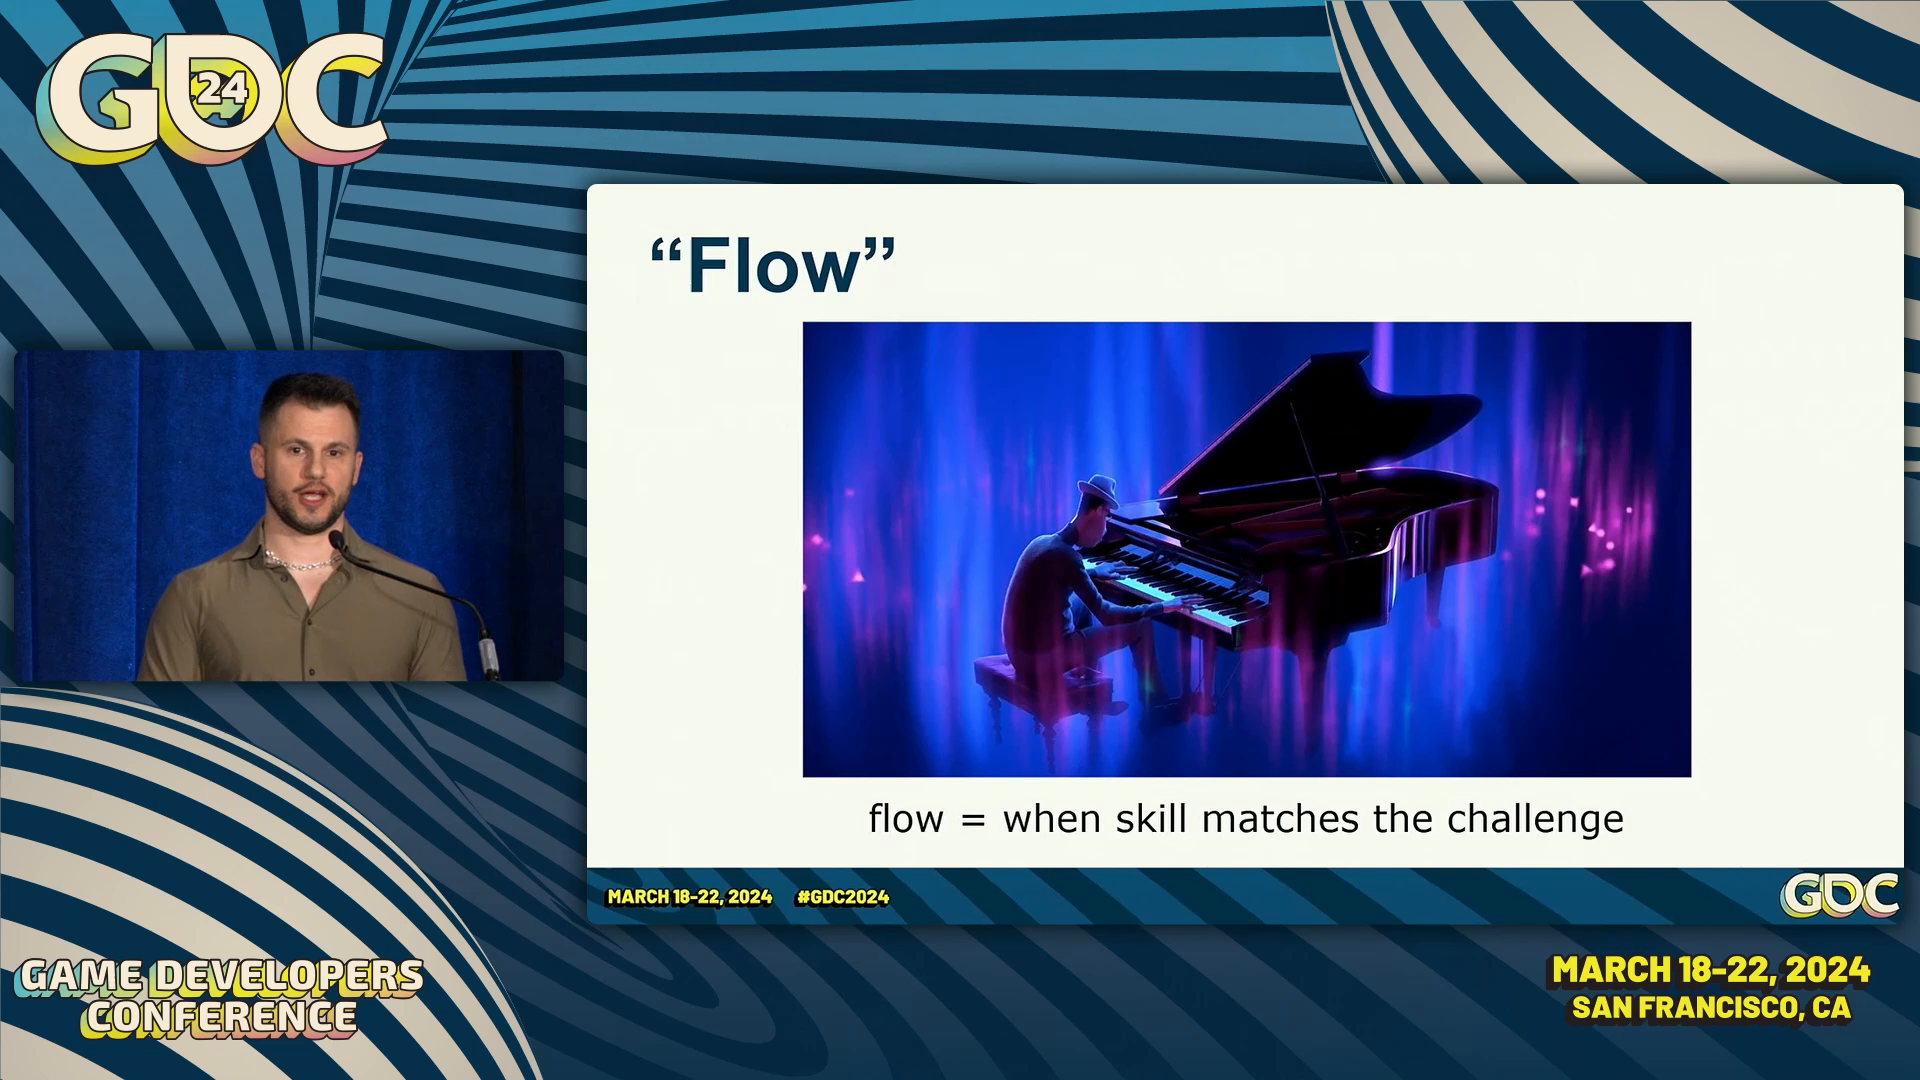 GDC
24
“Flow”
flow = when skill matches the challenge
MARCH 18-22, 2024 #GDC2024
GDC
GAME DEVELOPERS
CONFERENCE
MARCH 18-22, 2024
SAN FRANCISCO, CA